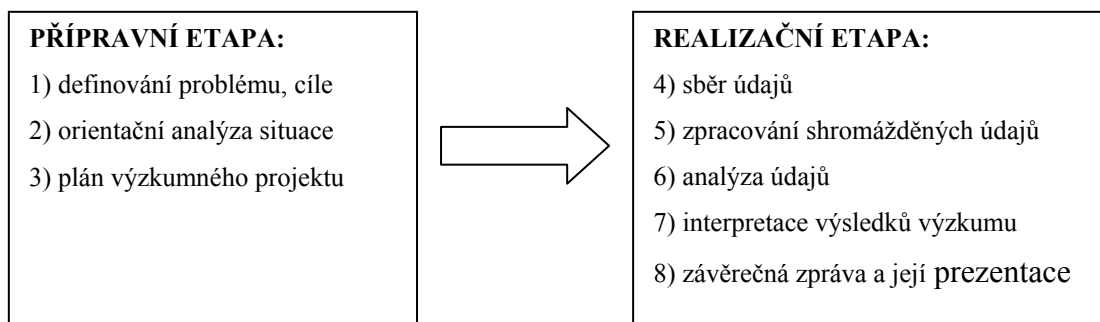 PŘÍPRAVNÍ ETAPA:
1) definování problému, cíle
2) orientační analýza situace
3) plán výzkumného projektu
REALIZAČNÍ ETAPA:
4) sběr údajů
5) zpracování shromážděných údajů
6) analýza údajů
7) interpretace výsledků výzkumu
8) závěrečná zpráva a její prezentace